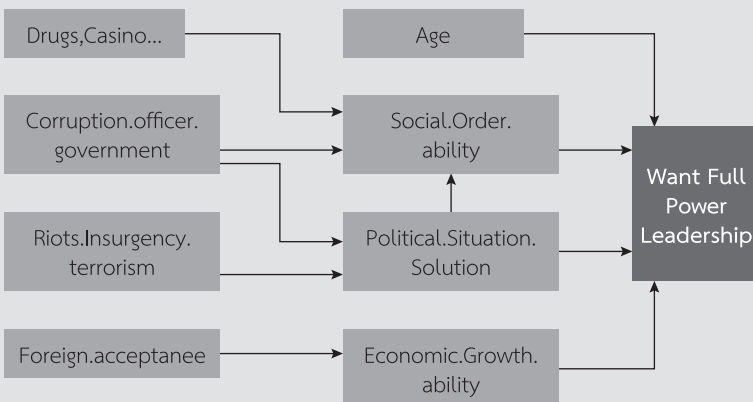 Drugs,Casino...
Age
Corruption.officer.
government
Social.Order.
ability
Want Full
Power
Leadership
Riots.Insurgency.
terrorism
Political.Situation.
Solution
Foreign.acceptanee
Economic.Growth.
ability